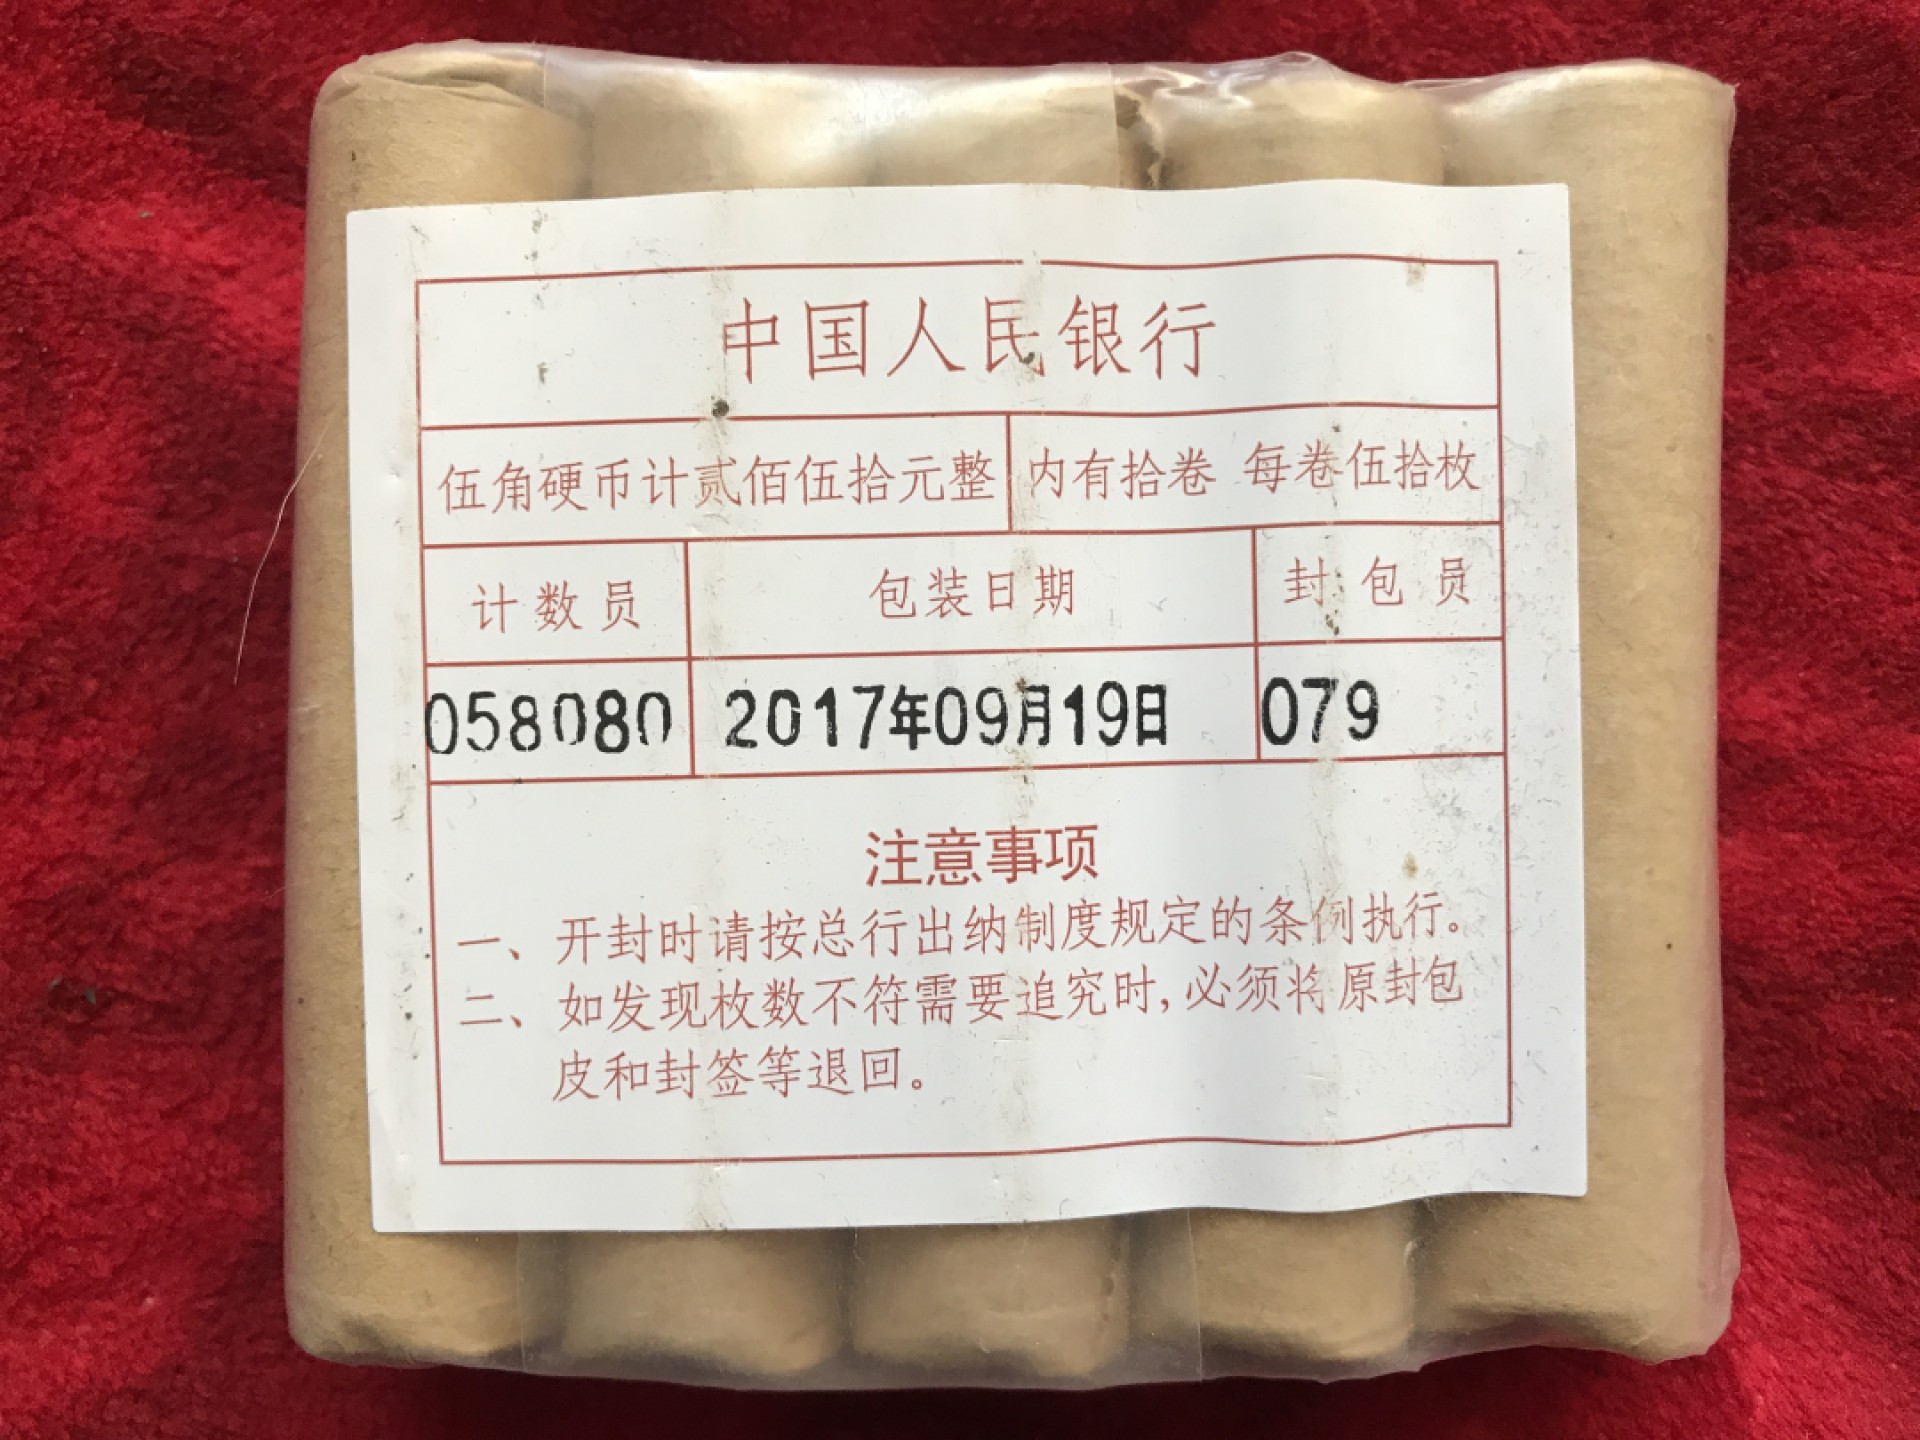 中国人民银行
伍角硬币计贰佰伍拾元整 内有拾卷 每卷伍拾枚
计数员 包装日期 封包员
058080 2017年09月19日 079
注意事项
一、开封时请按总行出纳制度规定的条例执行。
二、如发现枚数不符需要追究时,必须将原封包
皮和封签等退回。